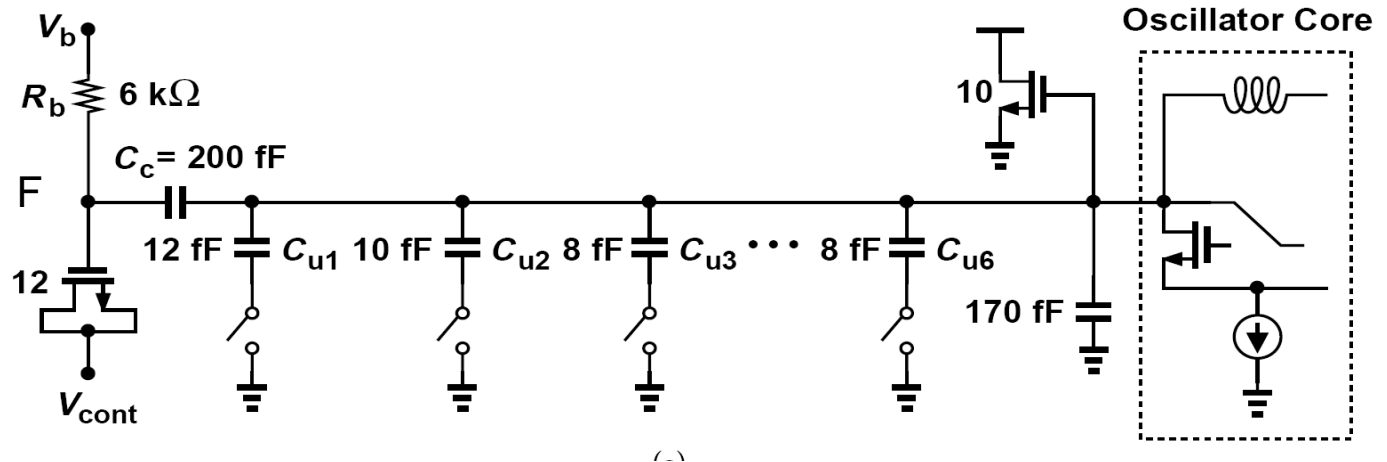 Oscillator Core
V_b
R_b 6 kΩ
10
C_c = 200 fF
F
12 fF C_u1 10 fF C_u2 8 fF C_u3 ••• 8 fF C_u6
12
170 fF
V_cont